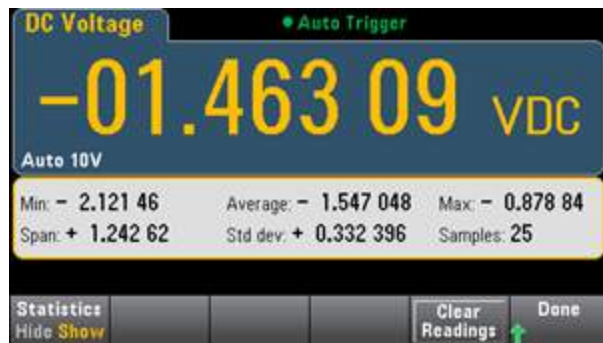 DC Voltage Auto Trigger
-01.463 09 VDC
Auto 10V
Min: - 2.121 46 Average: - 1.547 048 Max: - 0.878 84
Span: + 1.242 62 Std dev: + 0.332 396 Samples: 25
Statistics Clear Done
Hide Show Readings